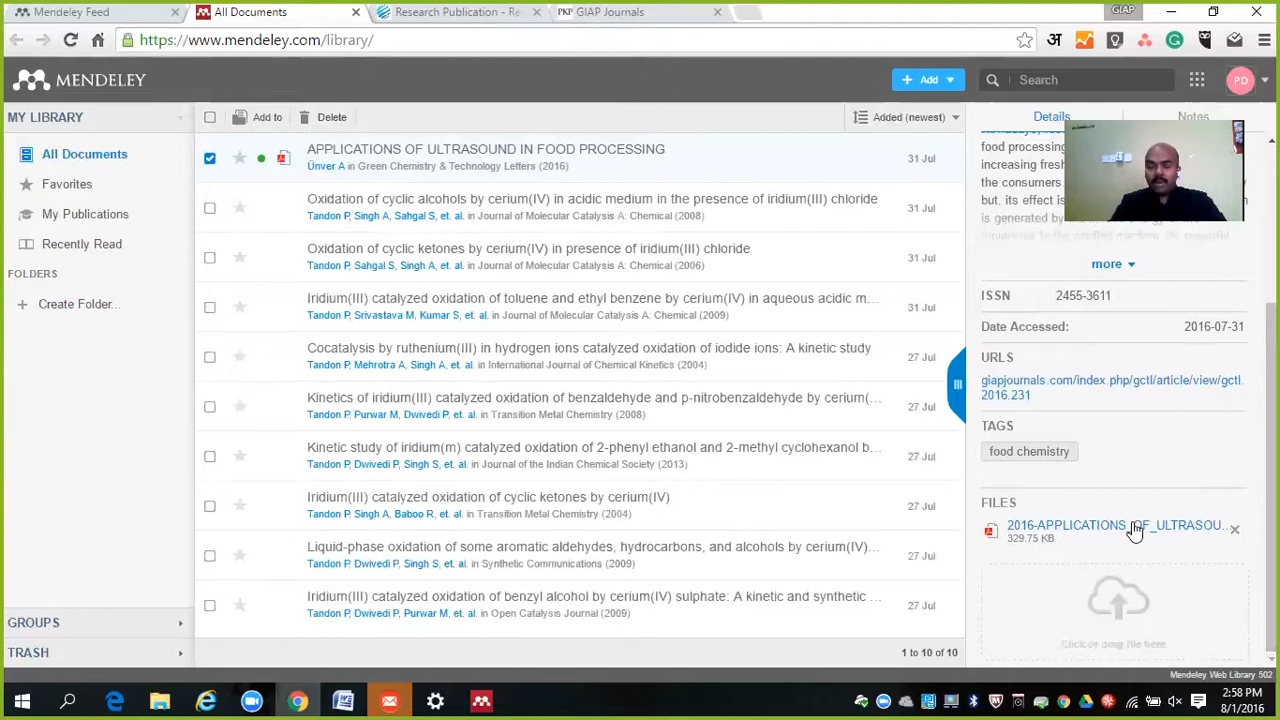 Mendeley Feed
All Documents
Research Publication - Re
GIAP Journals
GIAP
https://www.mendeley.com/library/
MENDELEY
+ Add
Search
PD
MY LIBRARY
All Documents
Favorites
My Publications
Recently Read
FOLDERS
+ Create Folder...
GROUPS
TRASH
Add to
Delete
Added (newest)
APPLICATIONS OF ULTRASOUND IN FOOD PROCESSING
Ünver A in Green Chemistry & Technology Letters (2016)
31 Jul
Oxidation of cyclic alcohols by cerium(IV) in acidic medium in the presence of iridium(III) chloride
Tandon P, Singh A, Sahgal S, et. al. in Journal of Molecular Catalysis A: Chemical (2008)
31 Jul
Oxidation of cyclic ketones by cerium(IV) in presence of iridium(III) chloride
Tandon P, Sahgal S, Singh A, et. al. in Journal of Molecular Catalysis A: Chemical (2006)
31 Jul
Iridium(III) catalyzed oxidation of toluene and ethyl benzene by cerium(IV) in aqueous acidic m...
Tandon P, Srivastava M, Kumar S, et. al. in Journal of Molecular Catalysis A: Chemical (2009)
31 Jul
Cocatalysis by ruthenium(III) in hydrogen ions catalyzed oxidation of iodide ions: A kinetic study
Tandon P, Mehrotra A, Singh A, et. al. in International Journal of Chemical Kinetics (2004)
27 Jul
Kinetics of iridium(III) catalyzed oxidation of benzaldehyde and p-nitrobenzaldehyde by cerium(...
Tandon P, Purwar M, Dwivedi P, et. al. in Transition Metal Chemistry (2008)
27 Jul
Kinetic study of iridium(m) catalyzed oxidation of 2-phenyl ethanol and 2-methyl cyclohexanol b...
Tandon P, Dwivedi P, Singh S, et. al. in Journal of the Indian Chemical Society (2013)
27 Jul
Iridium(III) catalyzed oxidation of cyclic ketones by cerium(IV)
Tandon P, Singh A, Baboo R, et. al. in Transition Metal Chemistry (2004)
27 Jul
Liquid-phase oxidation of some aromatic aldehydes, hydrocarbons, and alcohols by cerium(IV)...
Tandon P, Dwivedi P, Singh S, et. al. in Synthetic Communications (2009)
27 Jul
Iridium(III) catalyzed oxidation of benzyl alcohol by cerium(IV) sulphate: A kinetic and synthetic ...
Tandon P, Dwivedi P, Purwar M, et. al. in Open Catalysis Journal (2009)
27 Jul
1 to 10 of 10
Details
Notes
food processing
increasing fresh
the consumers.
but, its effect is
is generated by
more
ISSN 2455-3611
Date Accessed: 2016-07-31
URLS
giapjournals.com/index.php/gctl/article/view/gctl.
2016.231
TAGS
food chemistry
FILES
2016-APPLICATIONS_OF_ULTRASOU...
329.75 KB
Click or drag file here
Mendeley Web Library 502
2:58 PM
8/1/2016